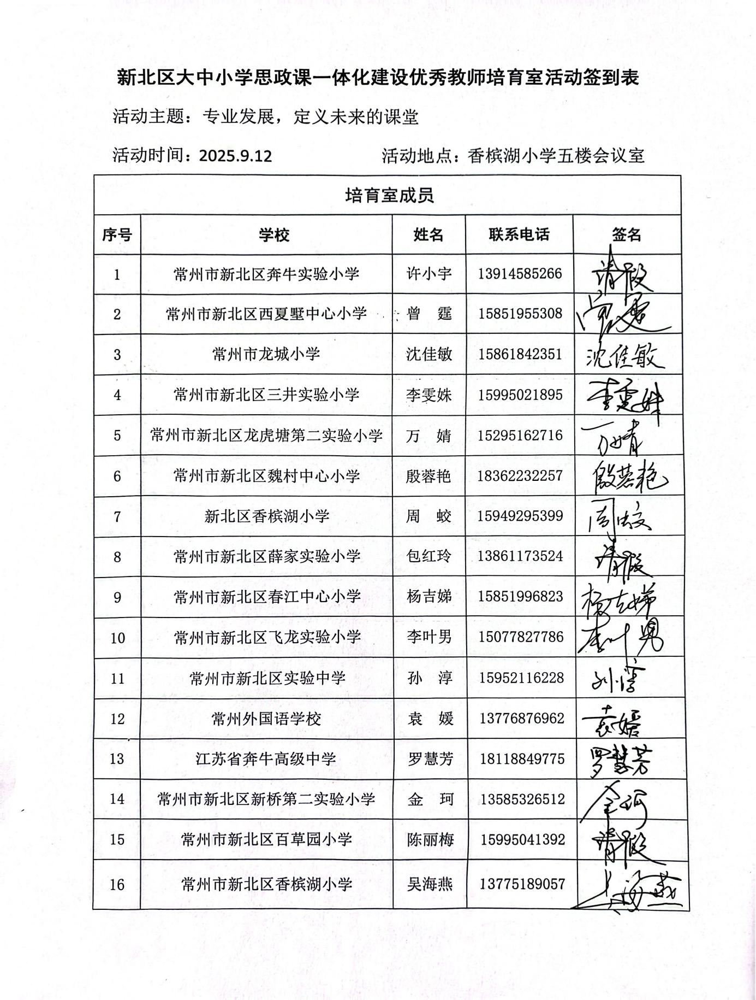 新北区大中小学思政课一体化建设优秀教师培育室活动签到表
活动主题：专业发展，定义未来的课堂
活动时间：2025.9.12 活动地点：香槟湖小学五楼会议室
培育室成员
序号 学校 姓名 联系电话 签名
1 常州市新北区奔牛实验小学 许小宇 13914585266 请假
2 常州市新北区西夏墅中心小学 曾 霆 15851955308 曾霆
3 常州市龙城小学 沈佳敏 15861842351 沈佳敏
4 常州市新北区三井实验小学 李雯姝 15995021895 李雯姝
5 常州市新北区龙虎塘第二实验小学 万 婧 15295162716 万婧
6 常州市新北区魏村中心小学 殷蓉艳 18362232257 殷蓉艳
7 新北区香槟湖小学 周 蛟 15949295399 周蛟
8 常州市新北区薛家实验小学 包红玲 13861173524 请假
9 常州市新北区春江中心小学 杨吉娣 15851996823 杨吉娣
10 常州市新北区飞龙实验小学 李叶男 15077827786 李叶男
11 常州市新北区实验中学 孙 淳 15952116228 孙淳
12 常州外国语学校 袁 媛 13776876962 袁媛
13 江苏省奔牛高级中学 罗慧芳 18118849775 罗慧芳
14 常州市新北区新桥第二实验小学 金 珂 13585326512 金珂
15 常州市新北区百草园小学 陈丽梅 15995041392 请假
16 常州市新北区香槟湖小学 吴海燕 13775189057 吴海燕